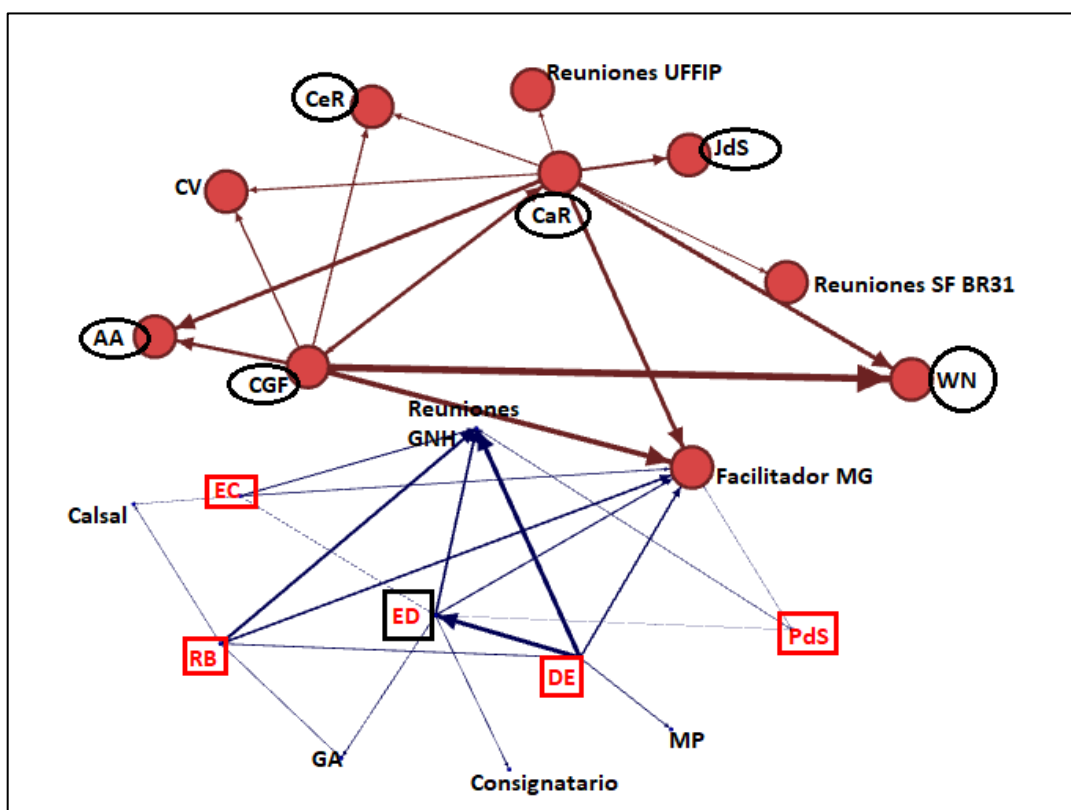 Reuniones UFFIP
CeR
JdS
CV
CaR
Reuniones SF BR31
AA
CGF
WN
Reuniones
GNH
Facilitador MG
EC
Calsal
ED
PdS
RB
DE
MP
GA
Consignatario